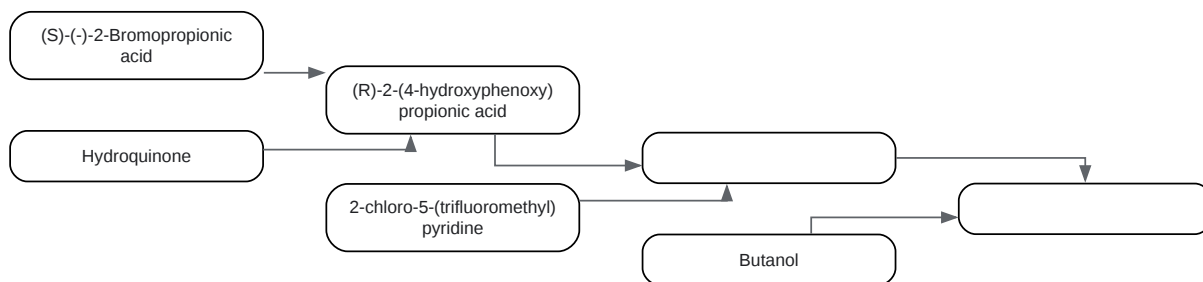 (S)-(-)-2-Bromopropionic
acid
(R)-2-(4-hydroxyphenoxy)
propionic acid
Hydroquinone
2-chloro-5-(trifluoromethyl)
pyridine
Butanol